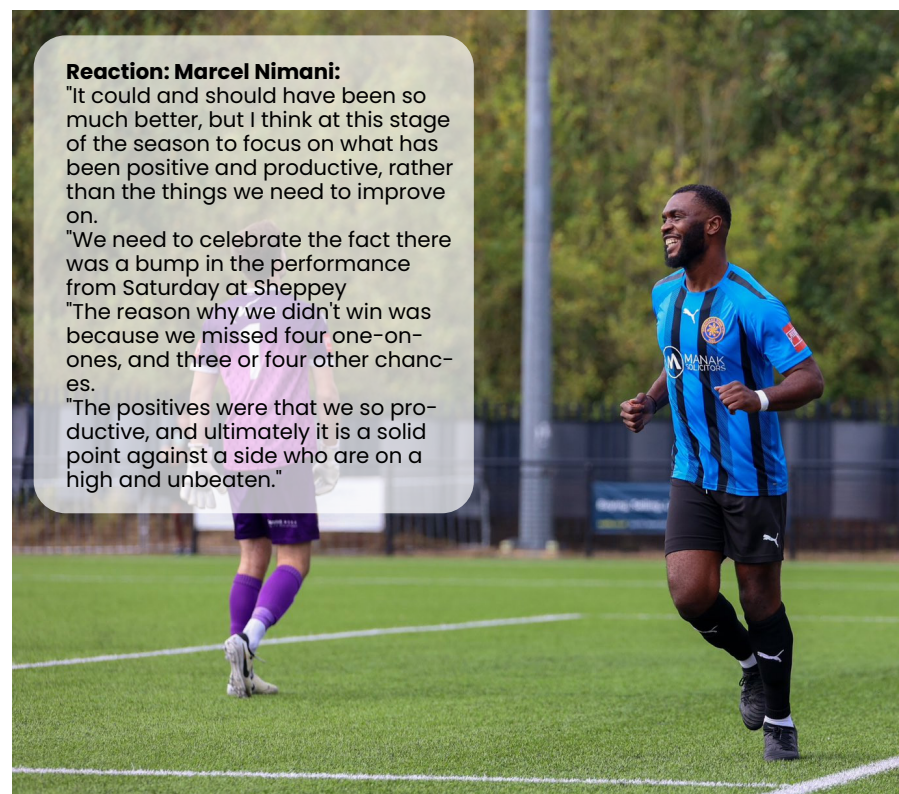 Reaction: Marcel Nimani:
"It could and should have been so
much better, but I think at this stage
of the season to focus on what has
been positive and productive, rather
than the things we need to improve
on.
"We need to celebrate the fact there
was a bump in the performance
from Saturday at Sheppey
"The reason why we didn't win was
because we missed four one-on-
ones, and three or four other chanc-
es.
"The positives were that we so pro-
ductive, and ultimately it is a solid
point against a side who are on a
high and unbeaten."
1
M MANAK
SOLICITORS